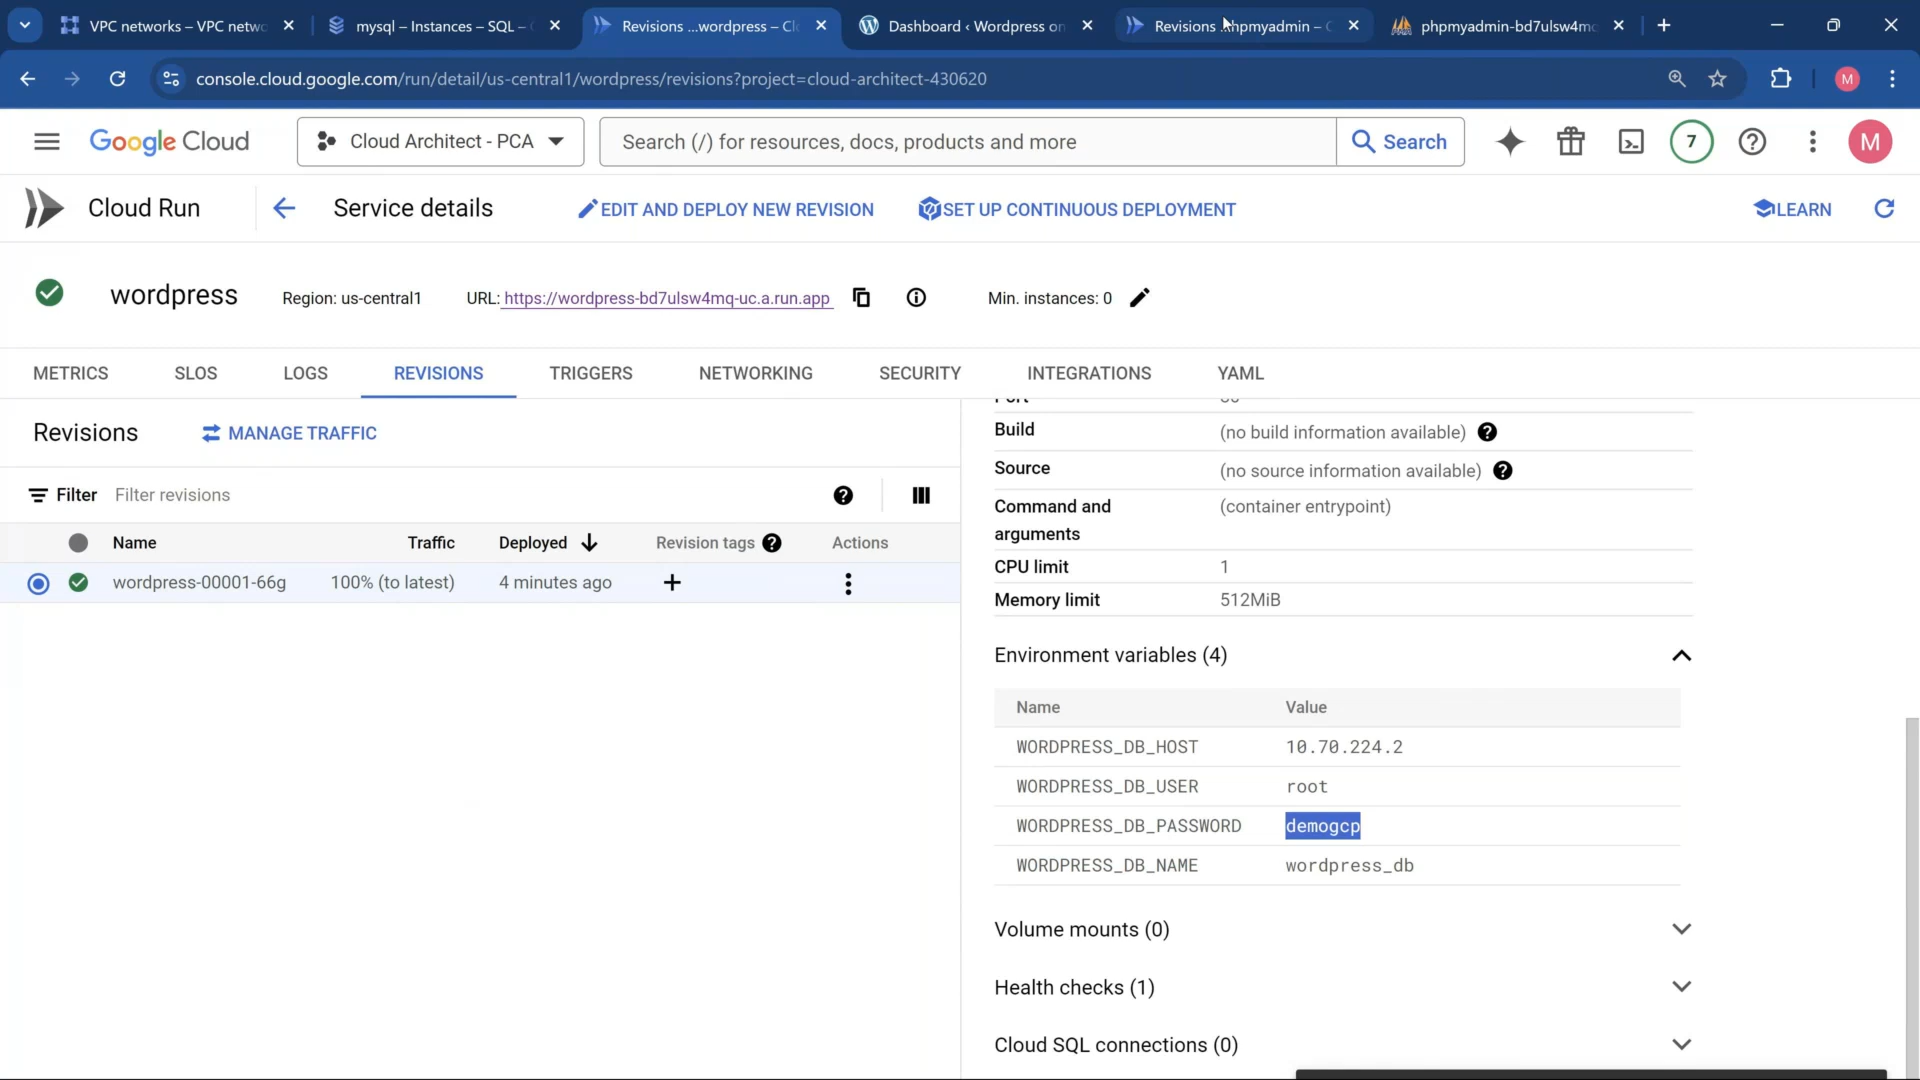 VPC networks – VPC netwo
mysql – Instances – SQL –
Revisions ...wordpress – Cl
Dashboard ‹ Wordpress on
Revisions ...hpmyadmin – C
phpmyadmin-bd7ulsw4mq
console.cloud.google.com/run/detail/us-central1/wordpress/revisions?project=cloud-architect-430620
M
Google Cloud
Cloud Architect - PCA
Search (/) for resources, docs, products and more
Search
7
M
Cloud Run
Service details
EDIT AND DEPLOY NEW REVISION
SET UP CONTINUOUS DEPLOYMENT
LEARN
wordpress
Region: us-central1
URL: https://wordpress-bd7ulsw4mq-uc.a.run.app
Min. instances: 0
METRICS
SLOS
LOGS
REVISIONS
TRIGGERS
NETWORKING
SECURITY
INTEGRATIONS
YAML
Revisions
MANAGE TRAFFIC
Filter Filter revisions
Name Traffic Deployed Revision tags Actions
wordpress-00001-66g 100% (to latest) 4 minutes ago
Port 80
Build (no build information available)
Source (no source information available)
Command and arguments (container entrypoint)
CPU limit 1
Memory limit 512MiB
Environment variables (4)
Name Value
WORDPRESS_DB_HOST 10.70.224.2
WORDPRESS_DB_USER root
WORDPRESS_DB_PASSWORD demogcp
WORDPRESS_DB_NAME wordpress_db
Volume mounts (0)
Health checks (1)
Cloud SQL connections (0)